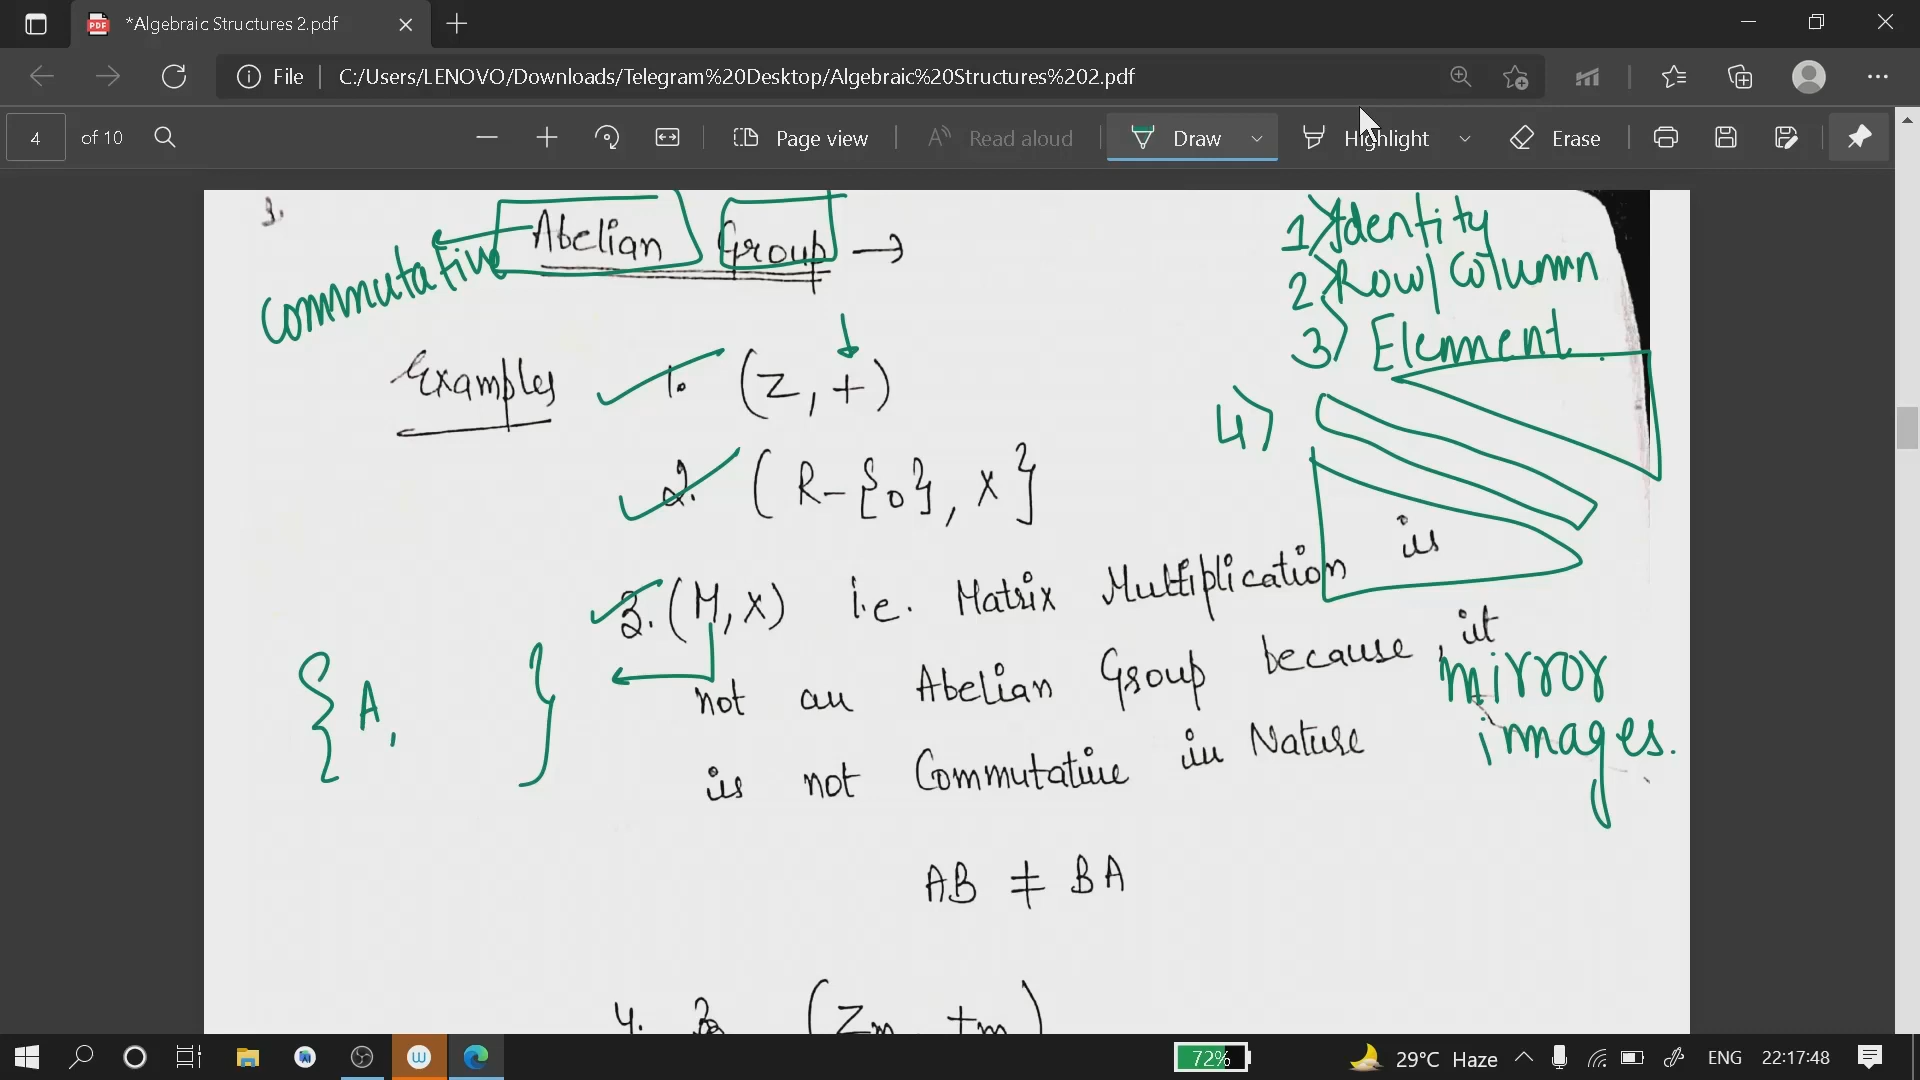 *Algebraic Structures 2.pdf
File C:/Users/LENOVO/Downloads/Telegram%20Desktop/Algebraic%20Structures%202.pdf
4 of 10 Page view Read aloud Draw Highlight Erase
3.
Abelian Group →
commutative
1) Identity
2) Row/Column
3) Element
4)
Examples 1. (Z, +)
2. ( R-{0}, X }
3. (M, X) i.e. Matrix Multiplication is
not an Abelian Group because, it
is not Commutative in Nature
{ A, }
mirror
images.
AB ≠ BA
4. (Zm, +m)
72% 29°C Haze ENG 22:17:48